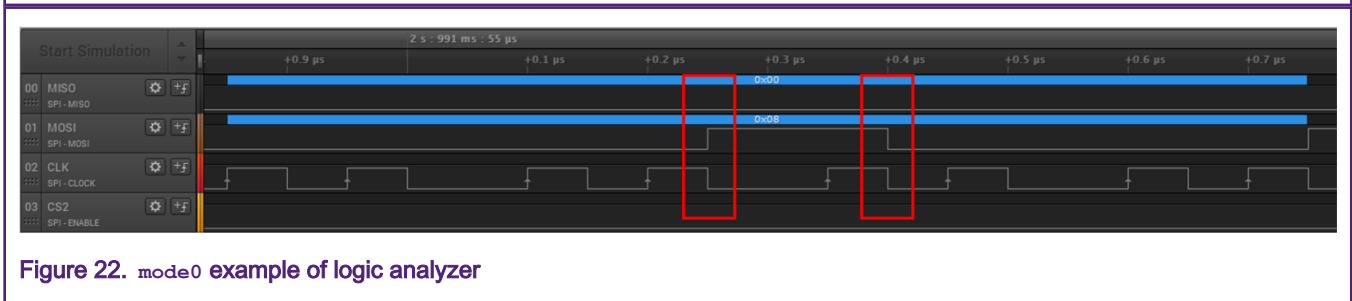 2 s : 991 ms : 55 µs
Start Simulation
+0.9 µs +0.1 µs +0.2 µs +0.3 µs +0.4 µs +0.5 µs +0.6 µs +0.7 µs
00 MISO 0x00
SPI - MISO
01 MOSI 0x08
SPI - MOSI
02 CLK
SPI - CLOCK
03 CS2
SPI - ENABLE
Figure 22. mode0 example of logic analyzer